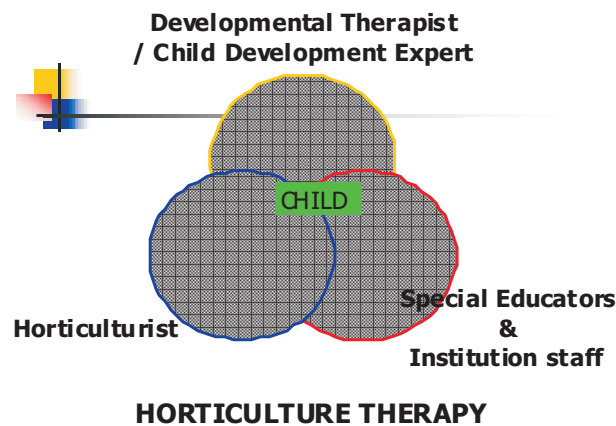 Developmental Therapist
/ Child Development Expert
CHILD
Horticulturist
Special Educators
&
Institution staff
HORTICULTURE THERAPY